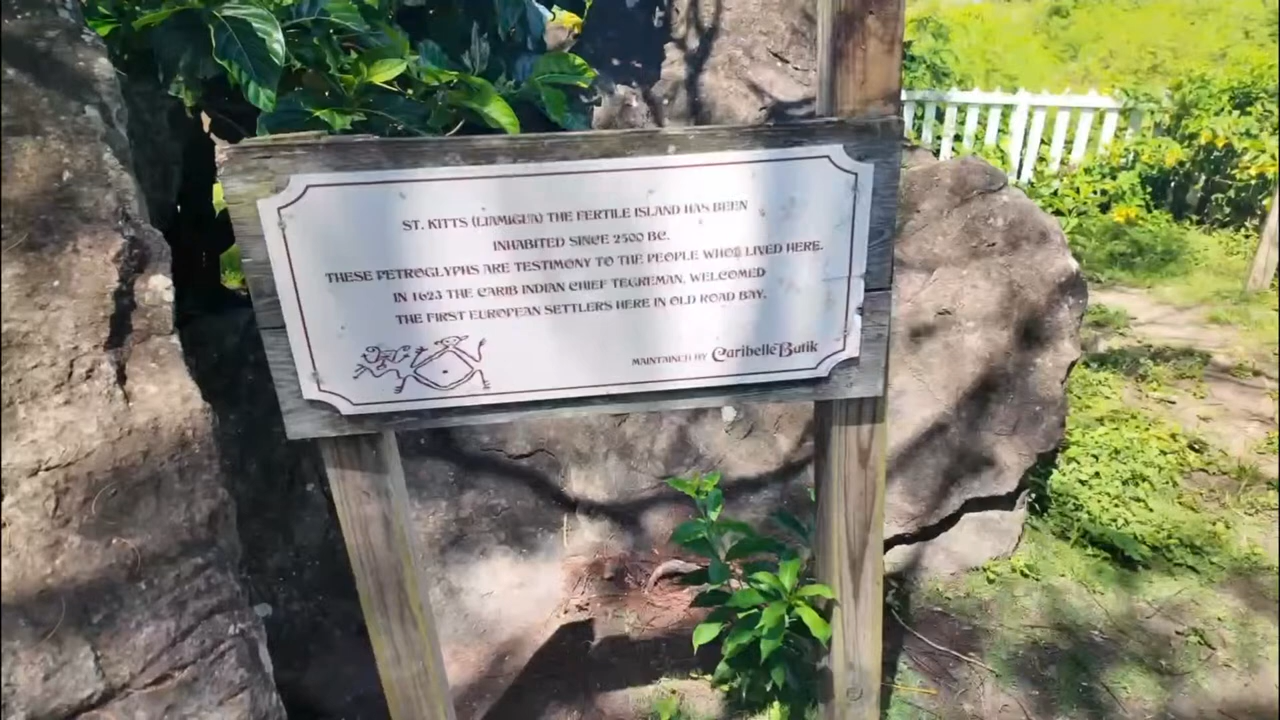 ST. KITTS (LIAMIGUA) THE FERTILE ISLAND HAS BEEN
INHABITED SINCE 2500 BC.
THESE PETROGLYPHS ARE TESTIMONY TO THE PEOPLE WHO LIVED HERE.
IN 1623 THE CARIB INDIAN CHIEF TEGREMAN, WELCOMED
THE FIRST EUROPEAN SETTLERS HERE IN OLD ROAD BAY.
MAINTAINED BY Caribelle Batik